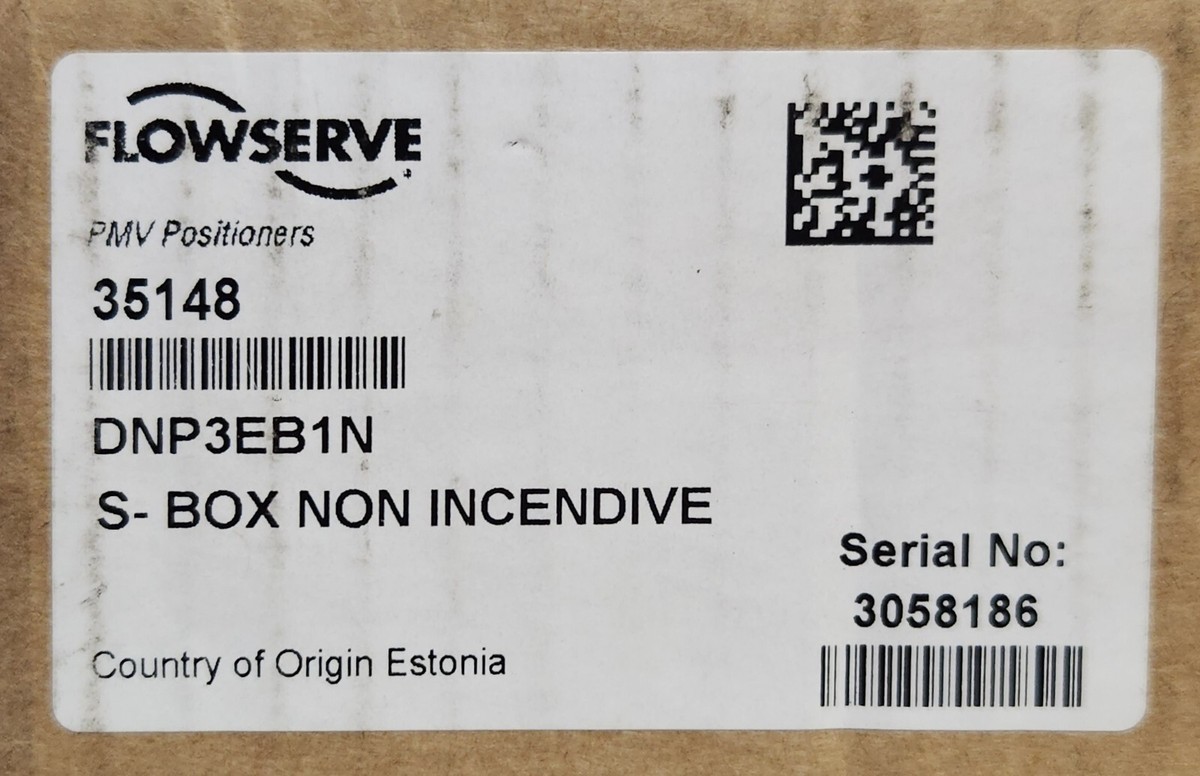 FLOWSERVE
PMV Positioners
35148
DNP3EB1N
S- BOX NON INCENDIVE
Serial No:
3058186
Country of Origin Estonia